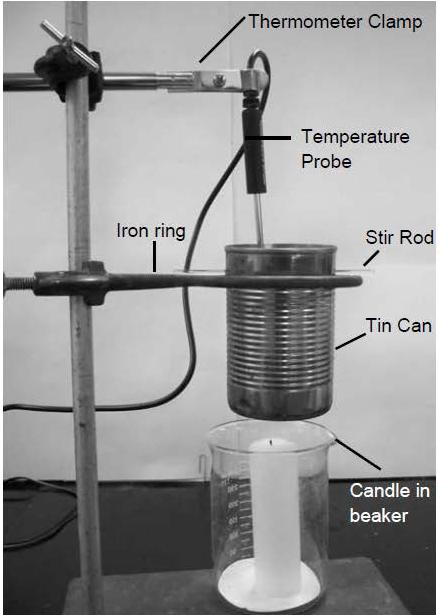 Thermometer Clamp
Temperature
Probe
Iron ring
Stir Rod
Tin Can
Candle in
beaker